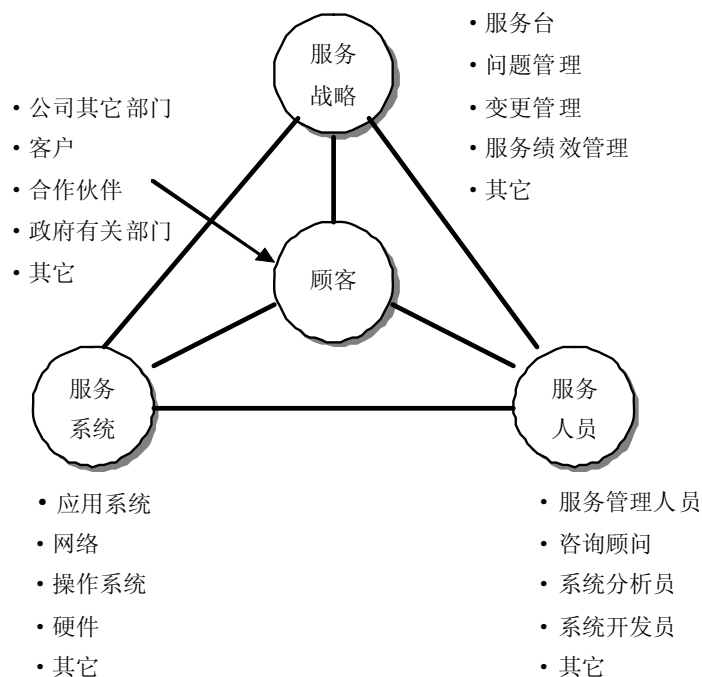 服务
战略
• 服务台
• 问题管理
• 变更管理
• 服务绩效管理
• 其它
• 公司其它部门
• 客户
• 合作伙伴
• 政府有关部门
• 其它
顾客
服务
系统
服务
人员
• 应用系统
• 网络
• 操作系统
• 硬件
• 其它
• 服务管理人员
• 咨询顾问
• 系统分析员
• 系统开发员
• 其它